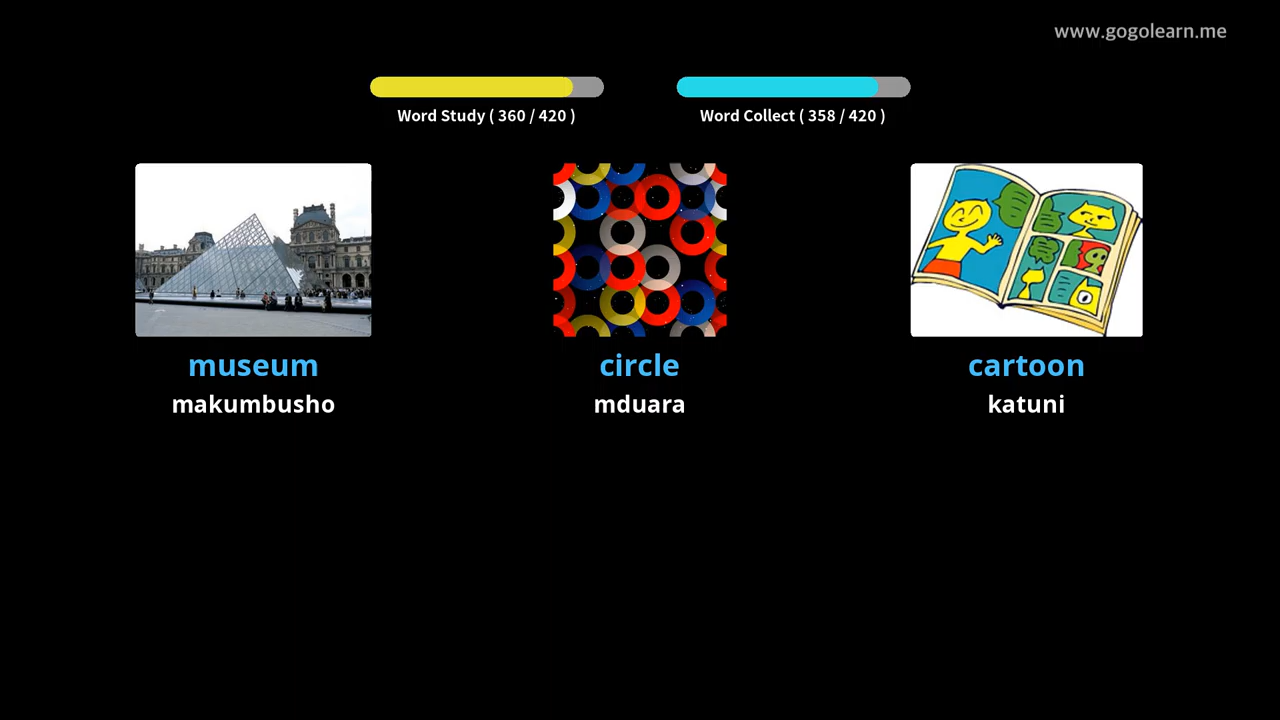 www.gogolearn.me
Word Study ( 360 / 420 )
Word Collect ( 358 / 420 )
museum
makumbusho
circle
mduara
cartoon
katuni